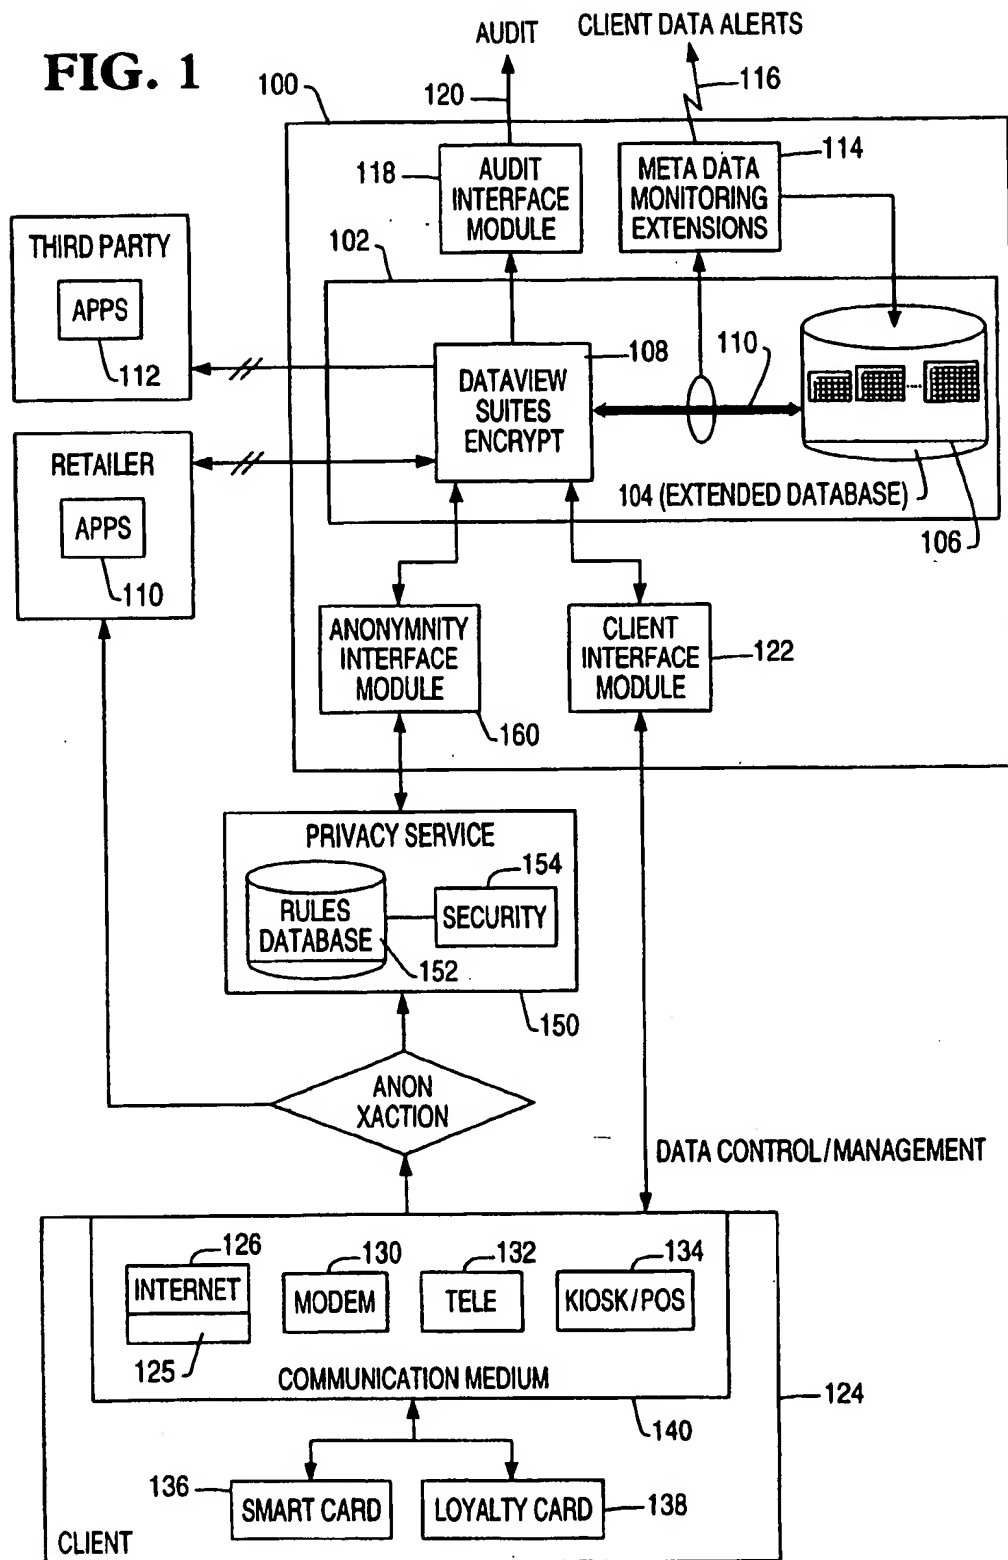 FIG. 1
AUDIT
CLIENT DATA ALERTS
100
120
116
118
AUDIT
INTERFACE
MODULE
META DATA
MONITORING
EXTENSIONS
114
THIRD PARTY
APPS
112
102
DATAVIEW
SUITES
ENCRYPT
108
110
RETAILER
APPS
110
104 (EXTENDED DATABASE)
106
ANONYMNITY
INTERFACE
MODULE
160
CLIENT
INTERFACE
MODULE
122
PRIVACY SERVICE
RULES
DATABASE
152
154
SECURITY
150
ANON
XACTION
DATA CONTROL/MANAGEMENT
126
INTERNET
125
130
MODEM
132
TELE
134
KIOSK/POS
COMMUNICATION MEDIUM
124
140
136
SMART CARD
LOYALTY CARD
138
CLIENT